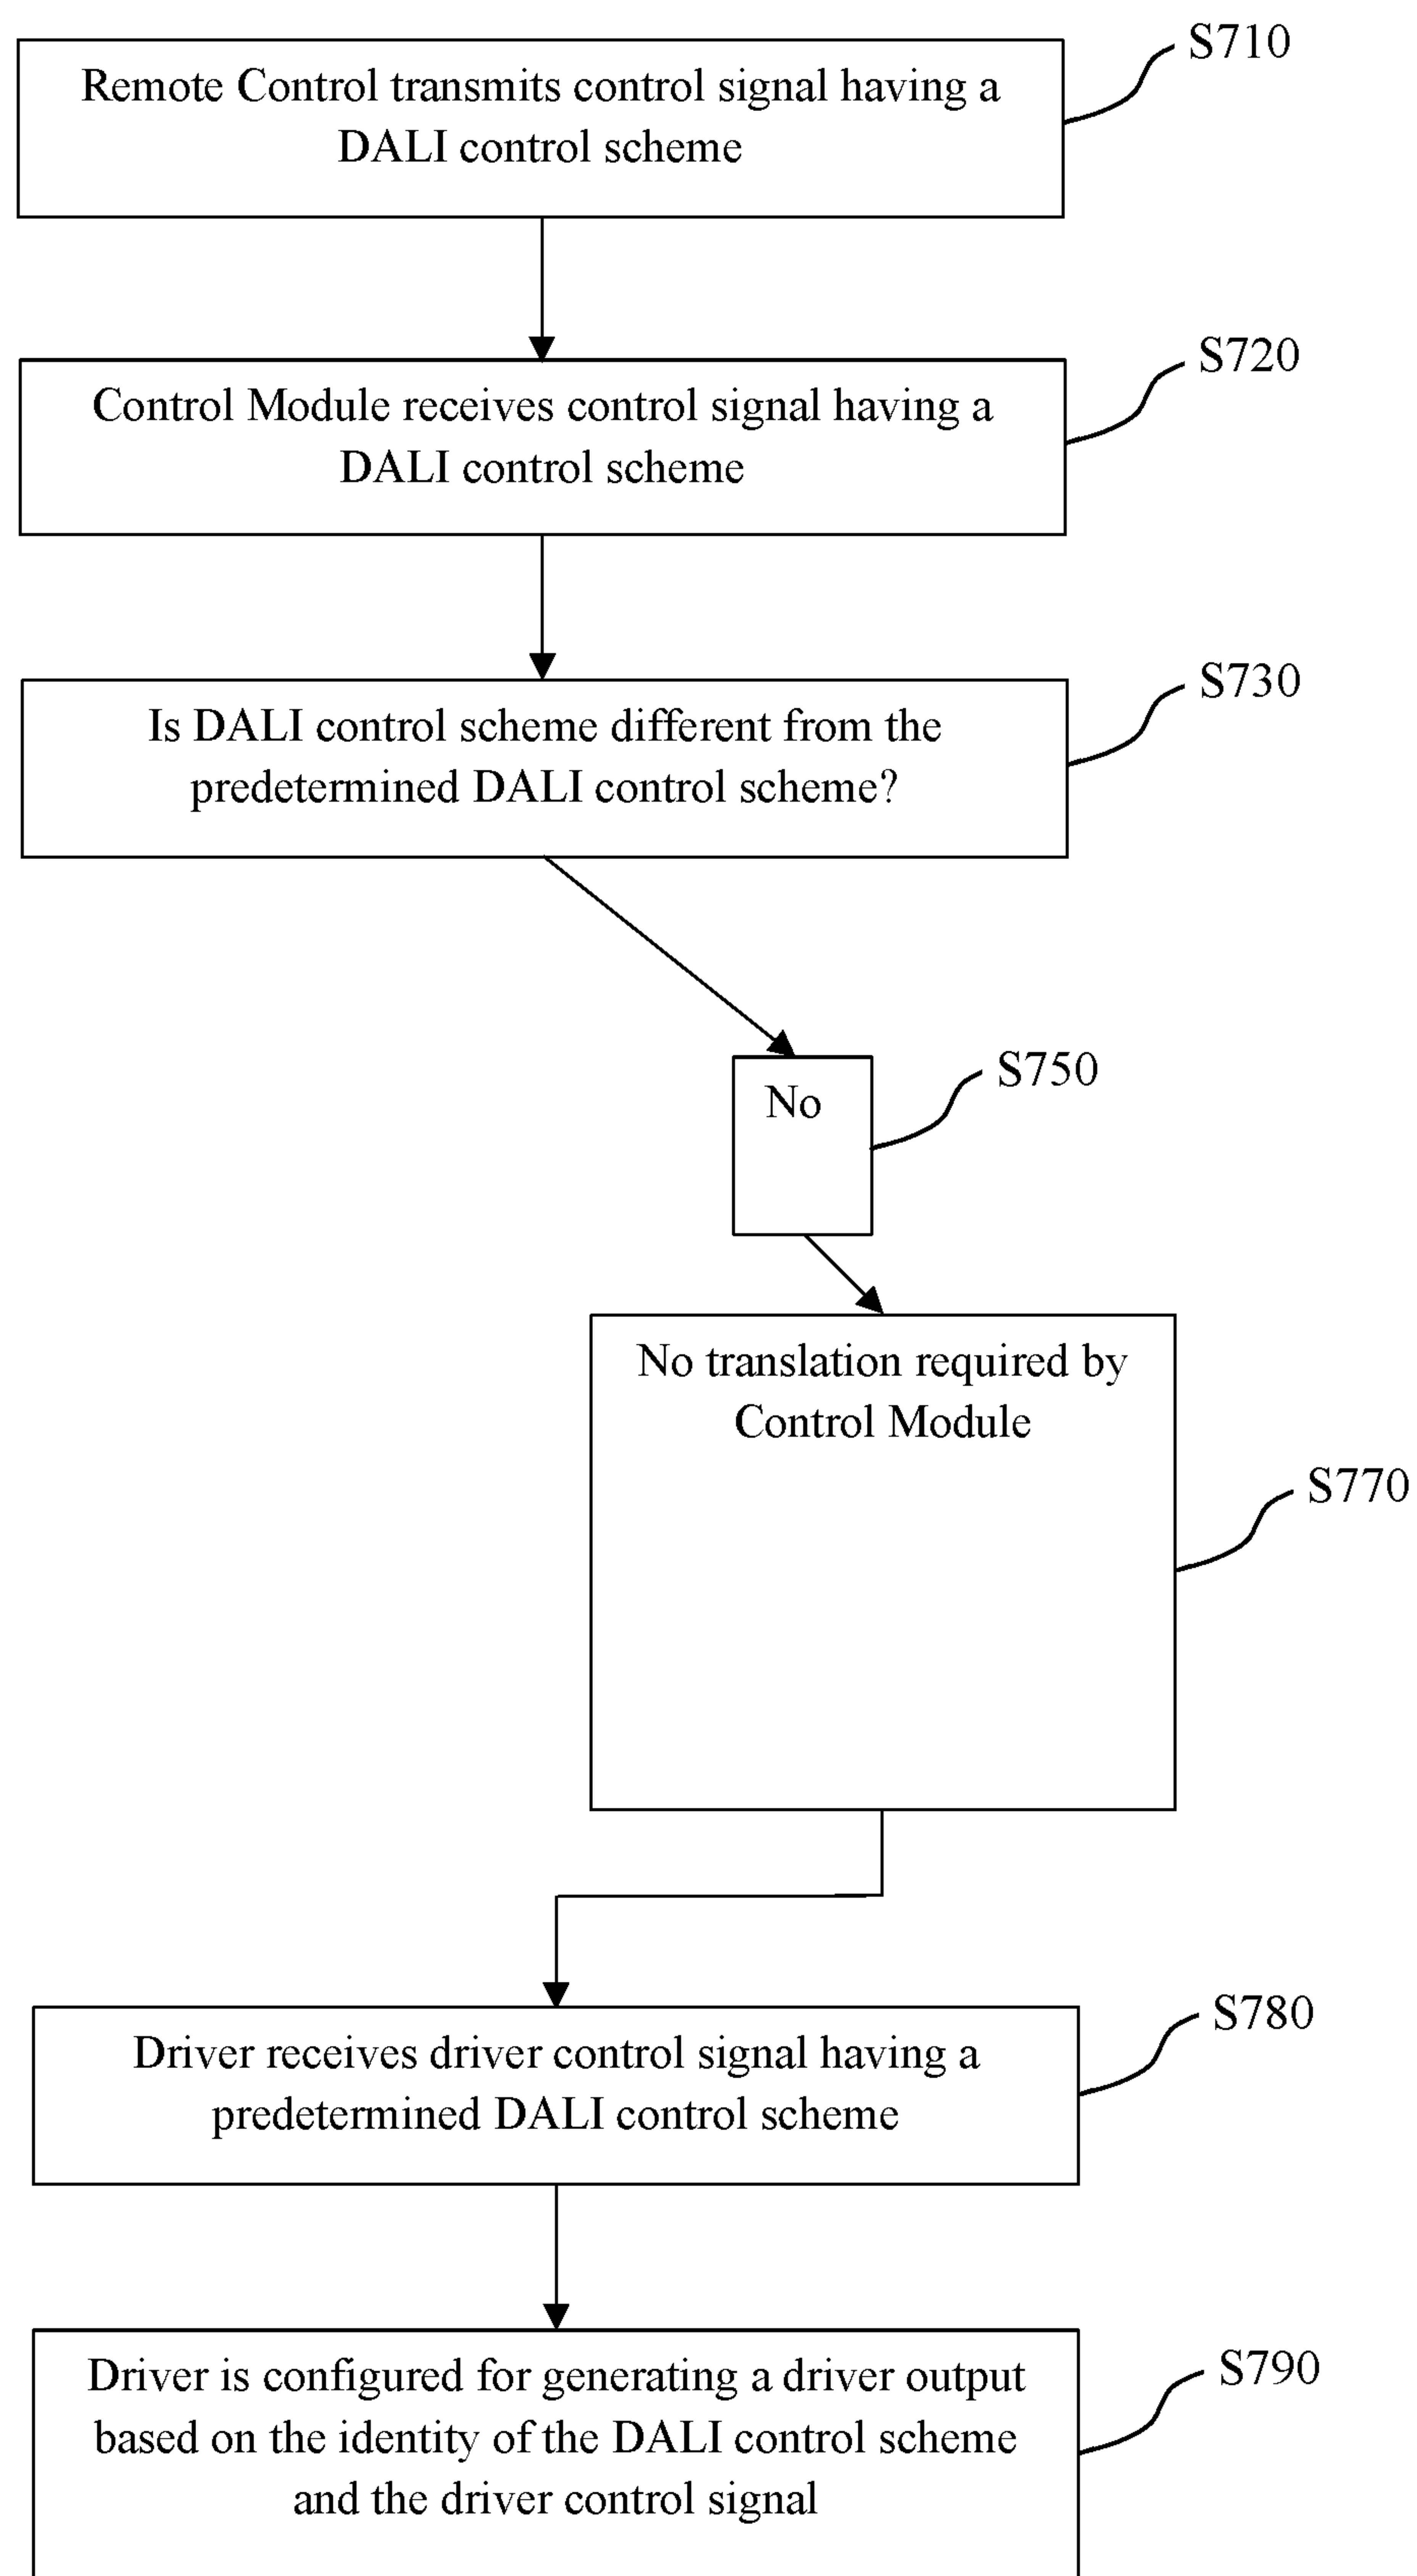 S710
Remote Control transmits control signal having a
DALI control scheme
S720
Control Module receives control signal having a
DALI control scheme
S730
Is DALI control scheme different from the
predetermined DALI control scheme?
S750
No
No translation required by
Control Module
S770
S780
Driver receives driver control signal having a
predetermined DALI control scheme
S790
Driver is configured for generating a driver output
based on the identity of the DALI control scheme
and the driver control signal